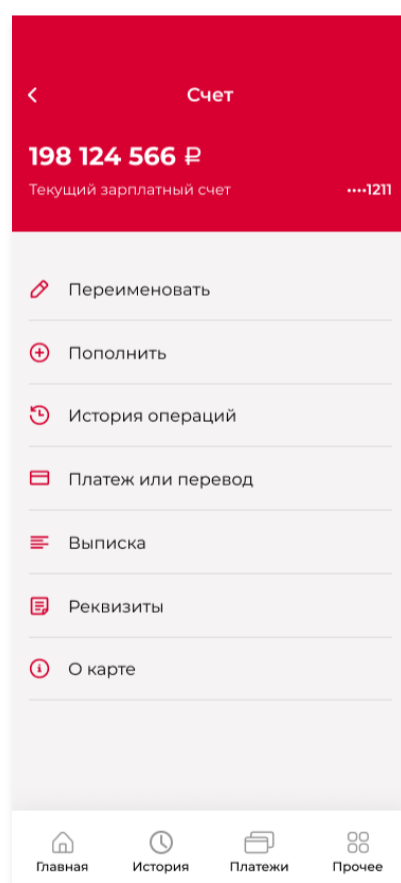 Счет
198 124 566 ₽
Текущий зарплатный счет ····1211
Переименовать
Пополнить
История операций
Платеж или перевод
Выписка
Реквизиты
О карте
Главная История Платежи Прочее